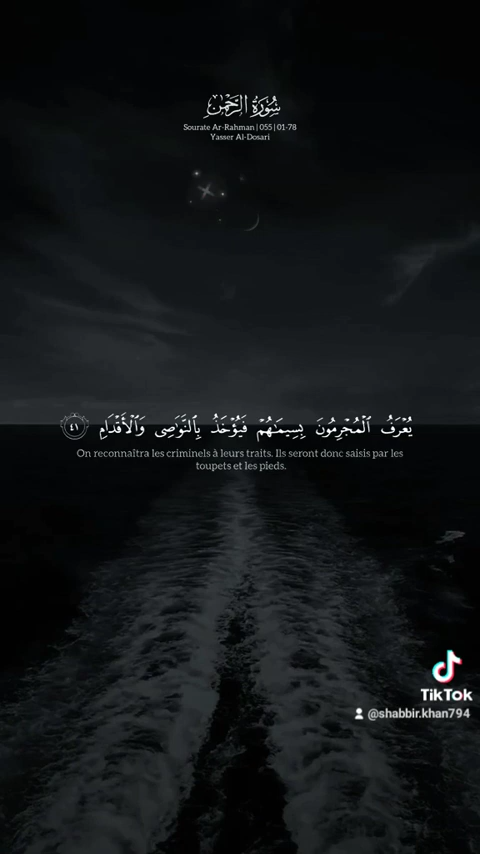 سُورَةُ الرَّحْمَٰنِ
Sourate Ar-Rahman | 055 | 01-78
Yasser Al-Dosari
يُعْرَفُ ٱلْمُجْرِمُونَ بِسِيمَـٰهُمْ فَيُؤْخَذُ بِٱلنَّوَٰصِى وَٱلْأَقْدَامِ ٤١
On reconnaîtra les criminels à leurs traits. Ils seront donc saisis par les
toupets et les pieds.
TikTok
@shabbir.khan794